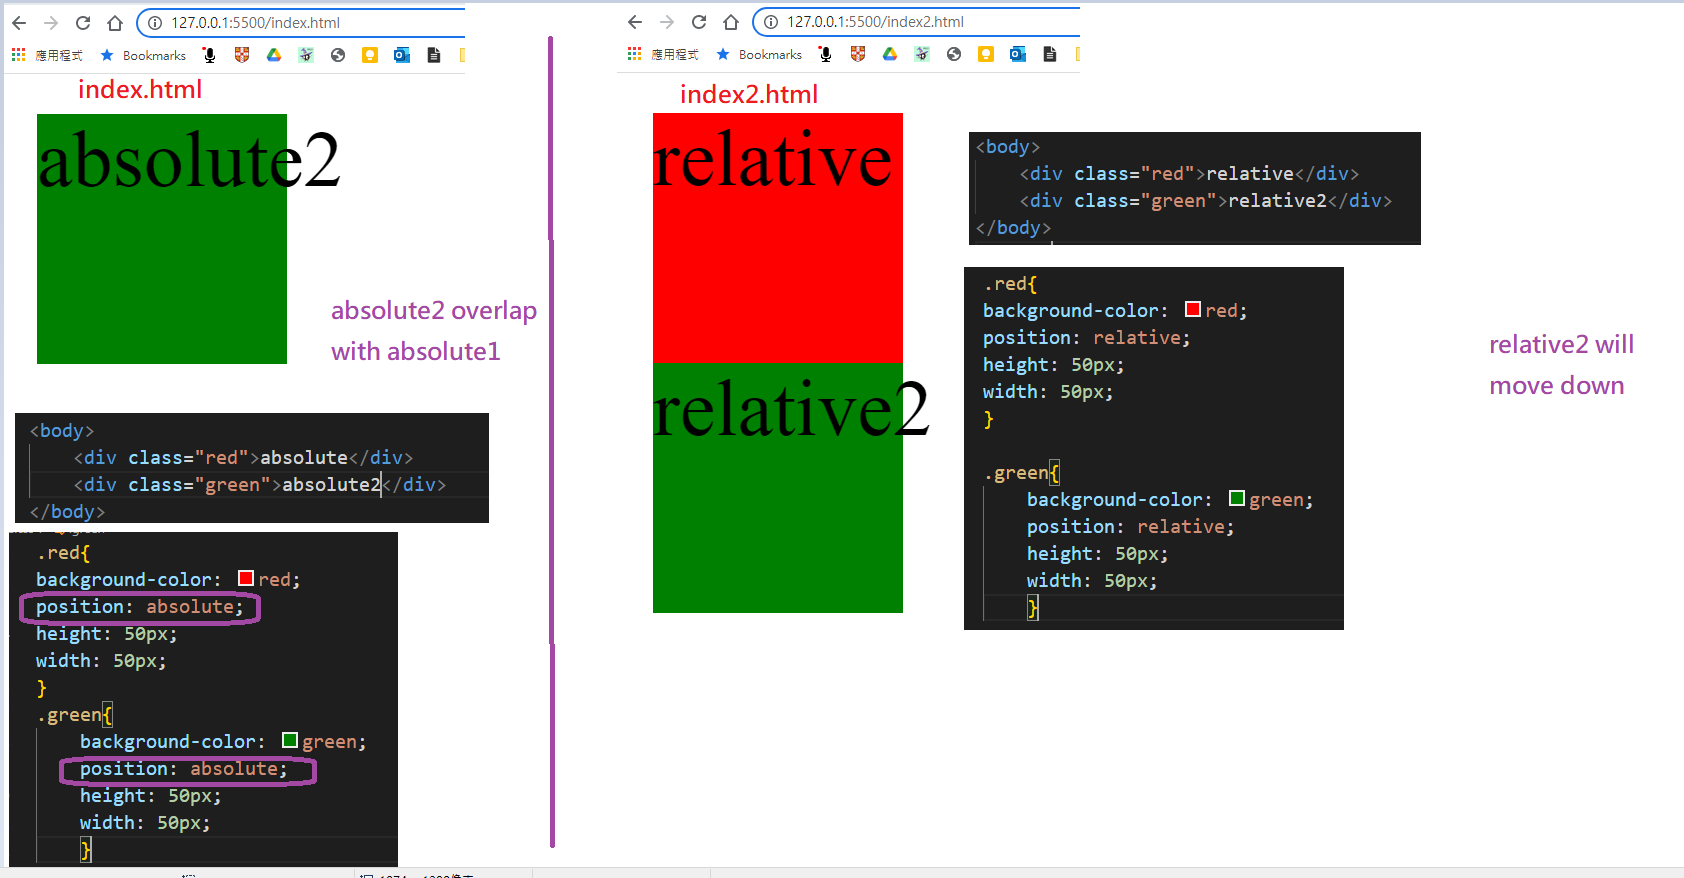 127.0.0.1:5500/index.html
應用程式 Bookmarks
index.html
absolute2
absolute2 overlap
with absolute1
<body>
<div class="red">absolute</div>
<div class="green">absolute2</div>
</body>
.red{
background-color: red;
position: absolute;
height: 50px;
width: 50px;
}
.green{
background-color: green;
position: absolute;
height: 50px;
width: 50px;
}
127.0.0.1:5500/index2.html
應用程式 Bookmarks
index2.html
relative
relative2
<body>
<div class="red">relative</div>
<div class="green">relative2</div>
</body>
.red{
background-color: red;
position: relative;
height: 50px;
width: 50px;
}
.green{
background-color: green;
position: relative;
height: 50px;
width: 50px;
}
relative2 will
move down